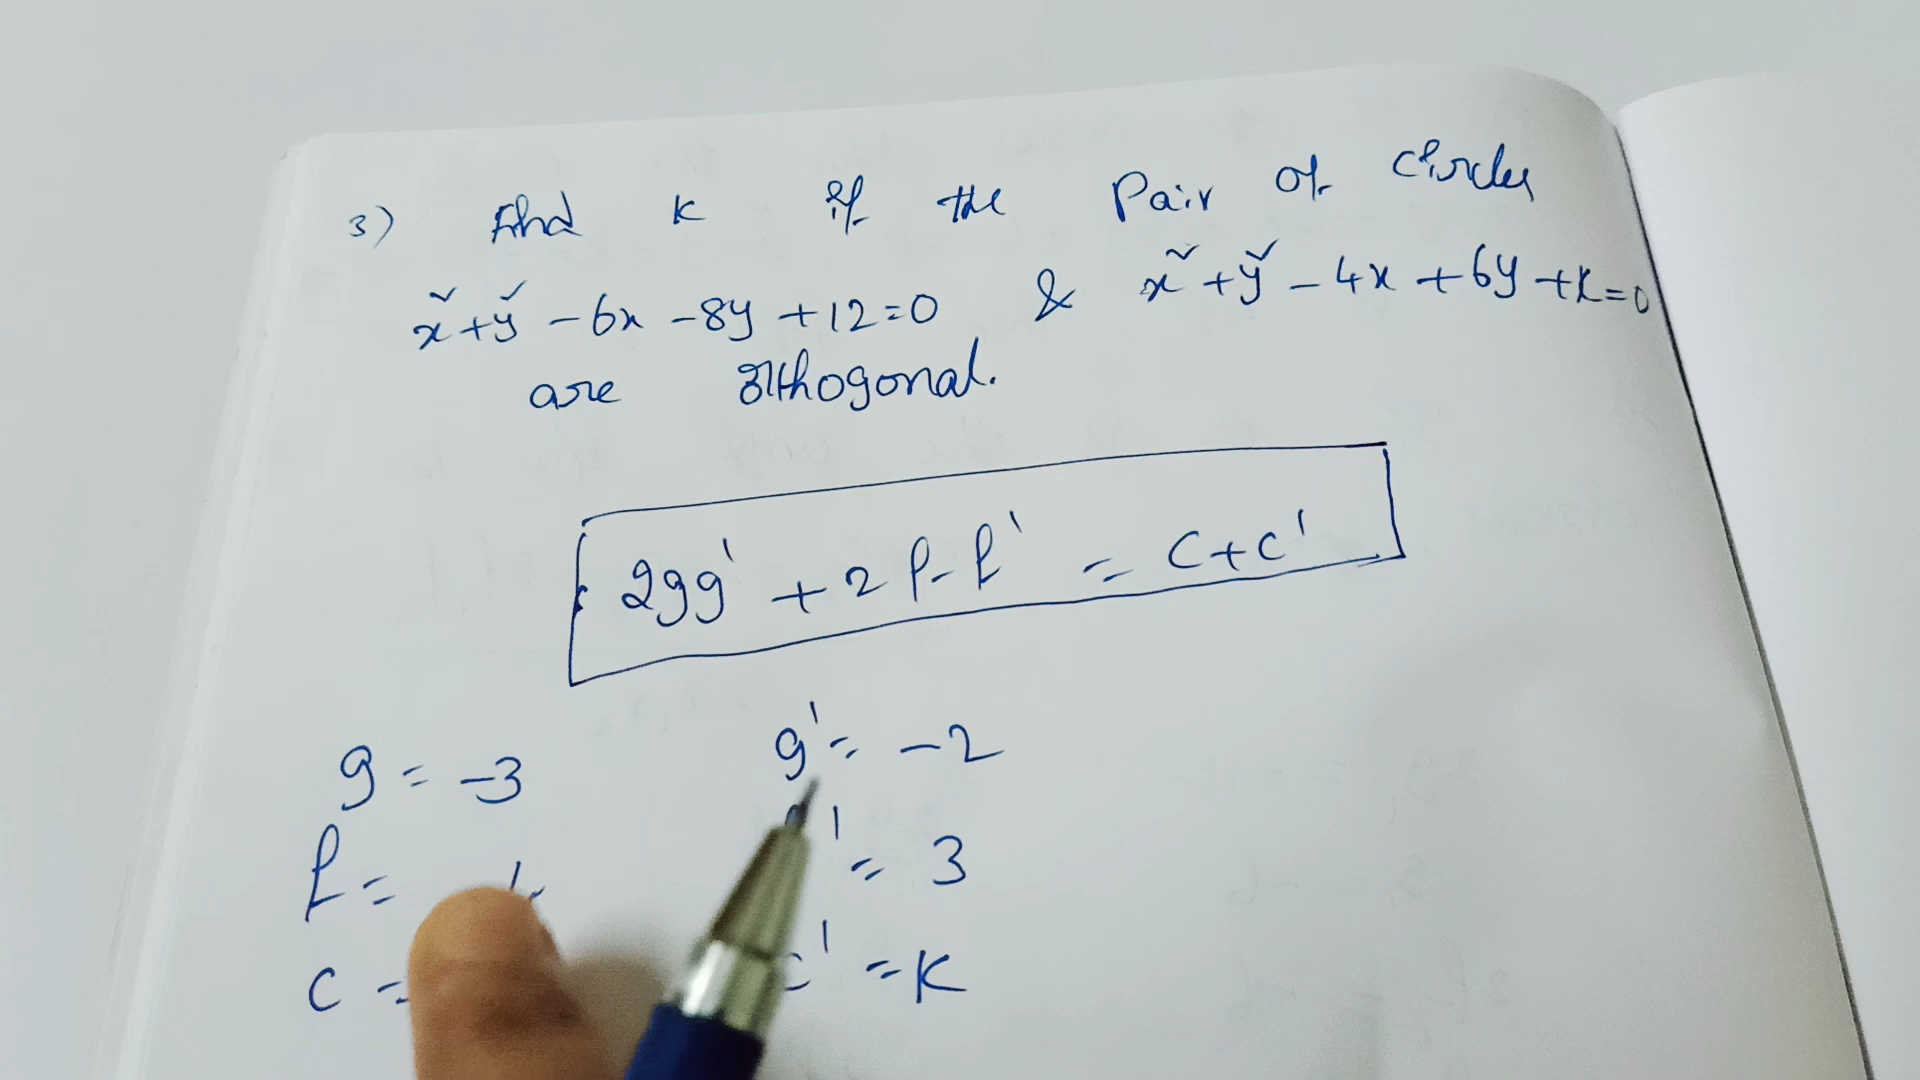 3) Find K if the Pair of circles
x²+y² -6x -8y +12=0 & x²+y² -4x +6y +k=0
are orthogonal.
2gg' + 2ff' = C+c'
g = -3 g' = -2
f = ' = 3
c = c' = K